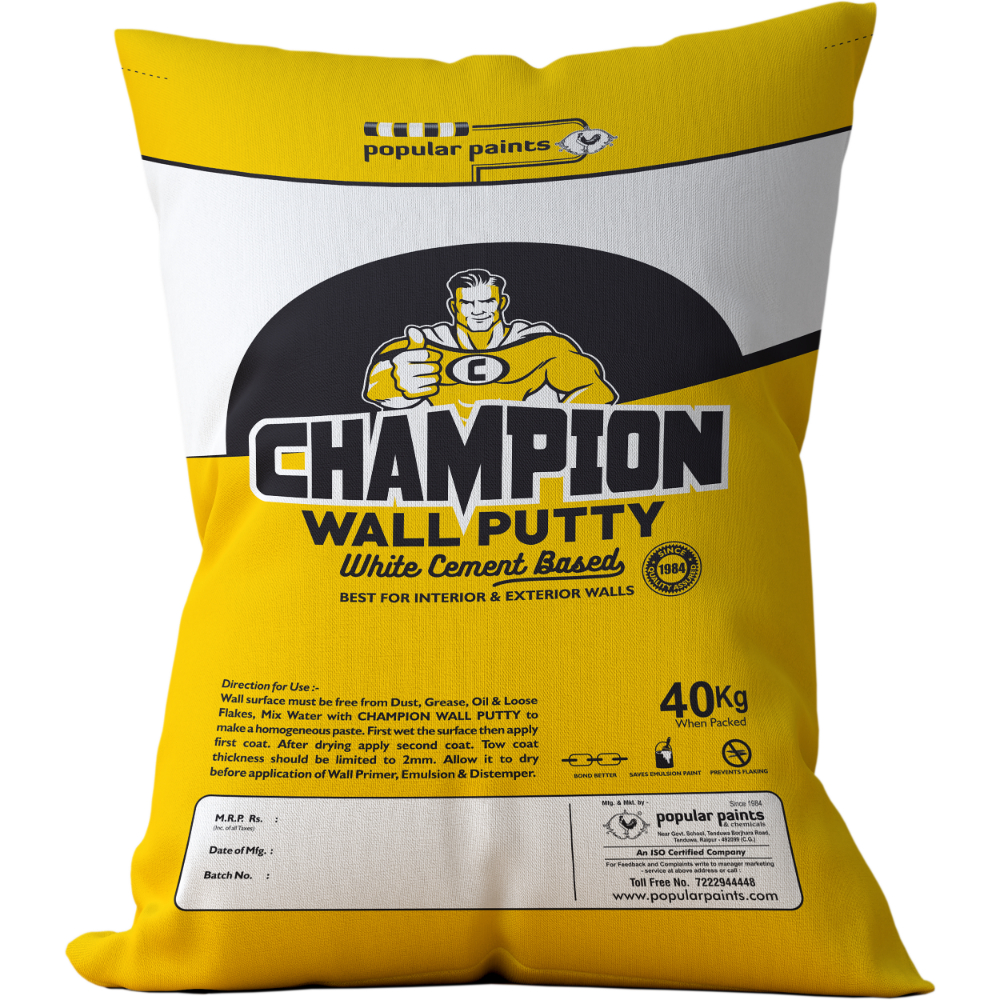 popular paints
C
CHAMPION
WALL PUTTY
White Cement Based
BEST FOR INTERIOR & EXTERIOR WALLS
SINCE
1984
QUALITY ASSURED
Direction for Use :-
Wall surface must be free from Dust, Grease, Oil & Loose
Flakes, Mix Water with CHAMPION WALL PUTTY to
make a homogeneous paste. First wet the surface then apply
first coat. After drying apply second coat. Tow coat
thickness should be limited to 2mm. Allow it to dry
before application of Wall Primer, Emulsion & Distemper.
40Kg
When Packed
BOND BETTER
SAVES EMULSION PAINT
PREVENTS FLAKING
M.R.P. Rs. :
(Inc. of all Taxes)
Date of Mfg. :
Batch No. :
Mfg. & Mkt. by -
Since 1984
popular paints
& chemicals
Near Govt. School, Tenduwa Borjhara Road,
Tenduwa, Raipur - 492099 (C.G.)
An ISO Certified Company
For Feedback and Complaints write to manager marketing
- service at above address or call :
Toll Free No. 7222944448
www.popularpaints.com